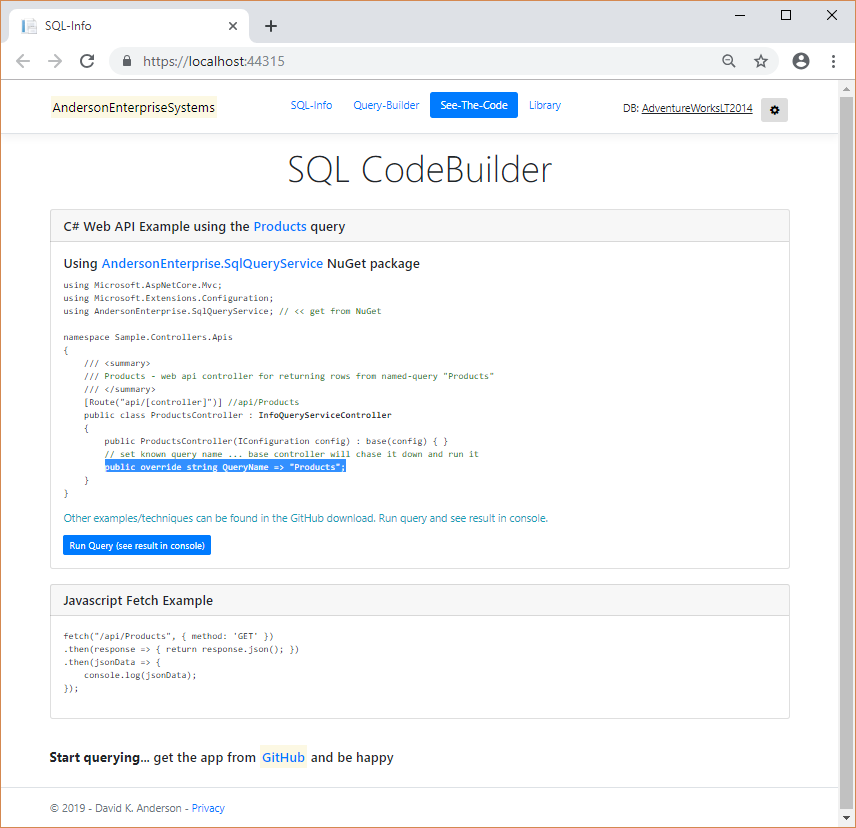 SQL-Info
https://localhost:44315
AndersonEnterpriseSystems
SQL-Info Query-Builder See-The-Code Library
DB: AdventureWorksLT2014
SQL CodeBuilder
C# Web API Example using the Products query
Using AndersonEnterprise.SqlQueryService NuGet package
using Microsoft.AspNetCore.Mvc;
using Microsoft.Extensions.Configuration;
using AndersonEnterprise.SqlQueryService; // << get from NuGet
namespace Sample.Controllers.Apis
{
    /// <summary>
    /// Products - web api controller for returning rows from named-query "Products"
    /// </summary>
    [Route("api/[controller]")] //api/Products
    public class ProductsController : InfoQueryServiceController
    {
        public ProductsController(IConfiguration config) : base(config) { }
        // set known query name ... base controller will chase it down and run it
        public override string QueryName => "Products";
    }
}
Other examples/techniques can be found in the GitHub download. Run query and see result in console.
Run Query (see result in console)
Javascript Fetch Example
fetch("/api/Products", { method: 'GET' })
.then(response => { return response.json(); })
.then(jsonData => {
    console.log(jsonData);
});
Start querying... get the app from GitHub and be happy
© 2019 - David K. Anderson - Privacy